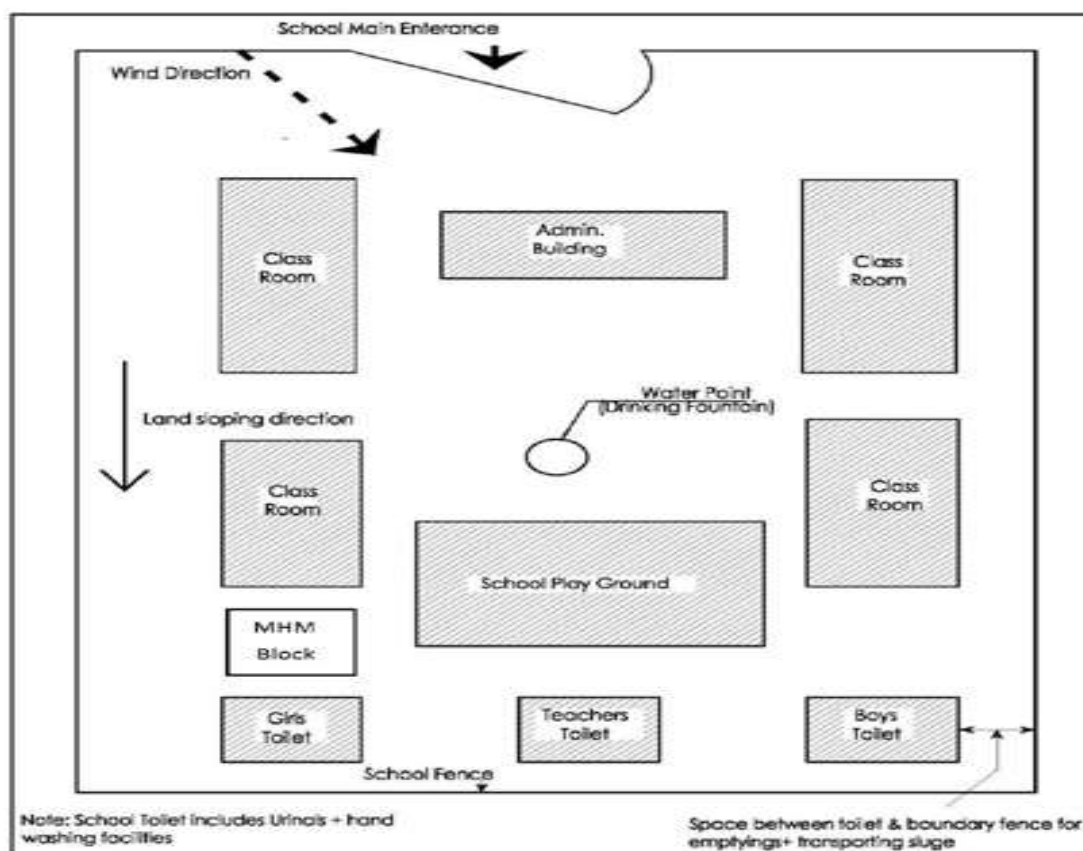 School Main Enterance
Wind Direction
Admin.
Building
Class
Room
Class
Room
Water Point
(Drinking Fountain)
Land sloping direction
Class
Room
Class
Room
School Play Ground
MHM
Block
Girls
Toilet
Teachers
Toilet
Boys
Toilet
School Fence
Note: School Toilet includes Urinals + hand
washing facilities
Space between toilet & boundary fence for
emptyings+ transporting sluge